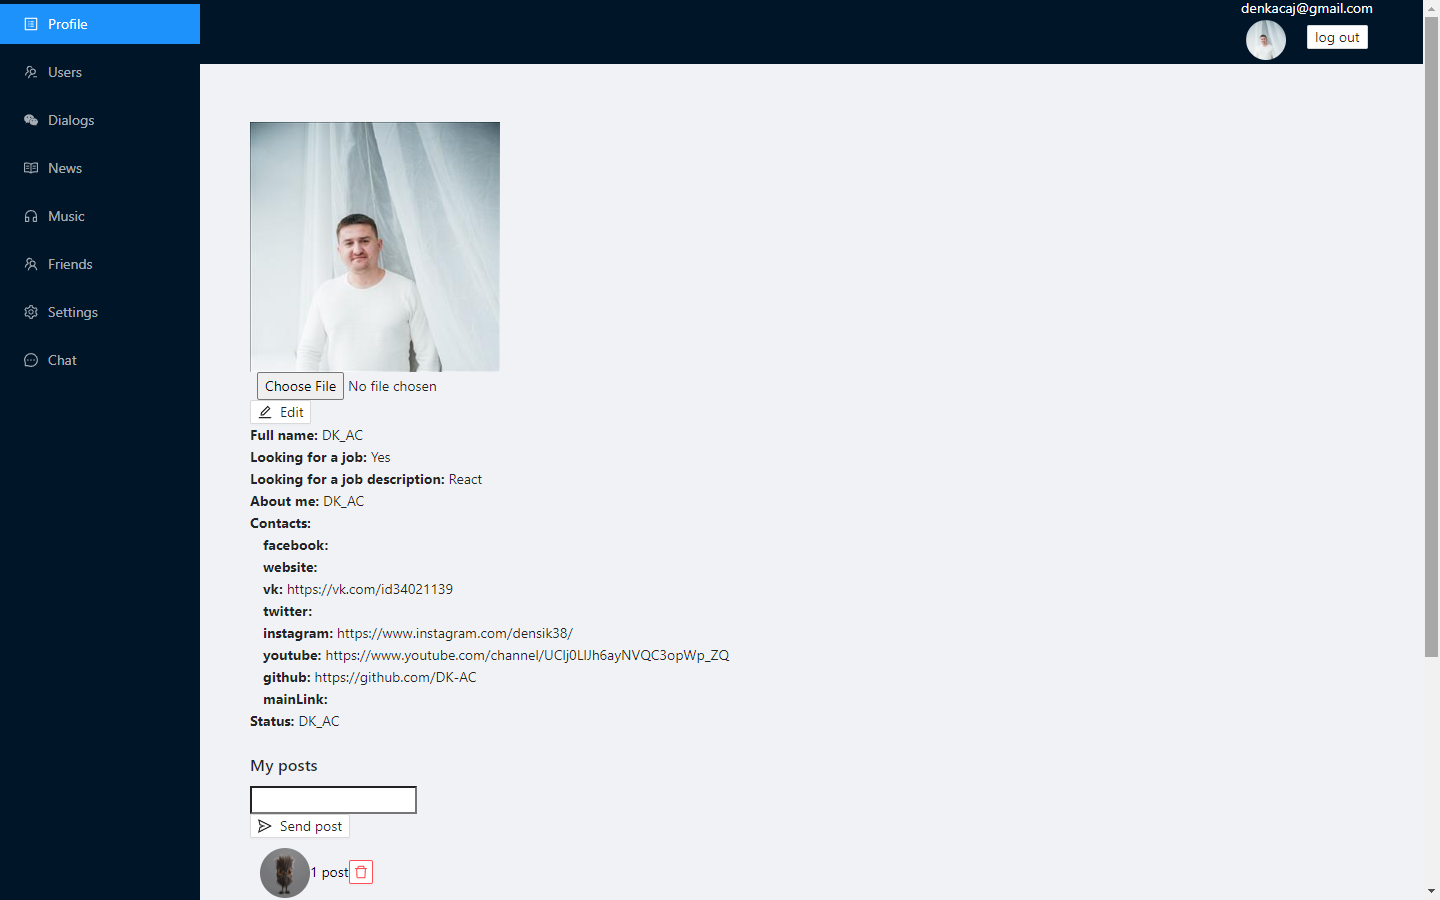 Profile
Users
Dialogs
News
Music
Friends
Settings
Chat
denkacaj@gmail.com
log out
Choose File No file chosen
Edit
Full name: DK_AC
Looking for a job: Yes
Looking for a job description: React
About me: DK_AC
Contacts:
facebook:
website:
vk: https://vk.com/id34021139
twitter:
instagram: https://www.instagram.com/densik38/
youtube: https://www.youtube.com/channel/UCIj0LIJh6ayNVQC3opWp_ZQ
github: https://github.com/DK-AC
mainLink:
Status: DK_AC
My posts
Send post
1 post